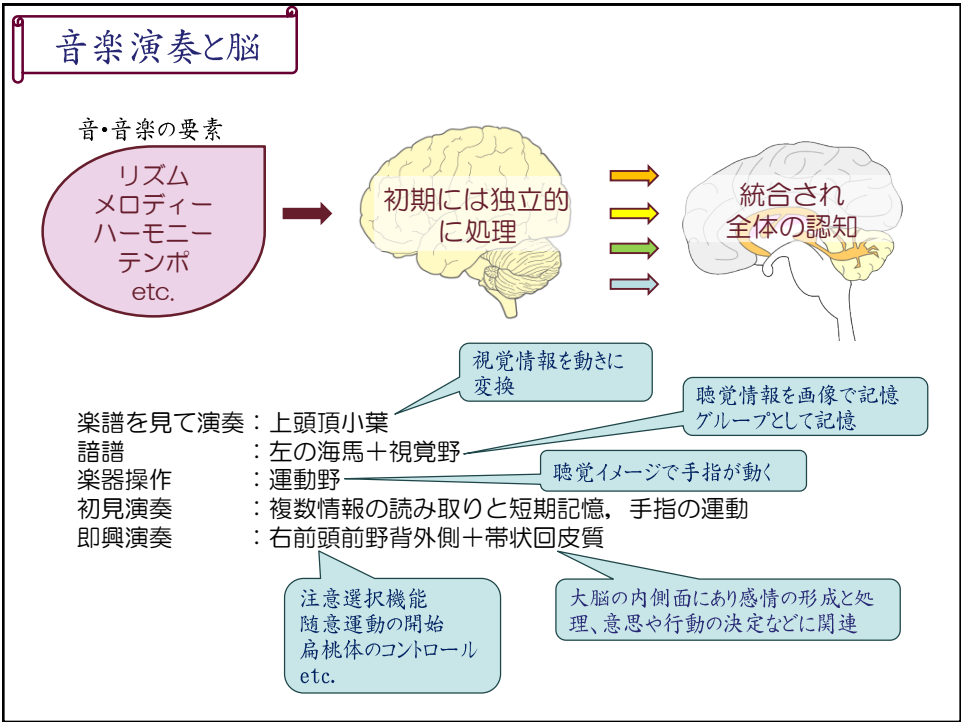 音楽演奏と脳
音・音楽の要素
リズム
メロディー
ハーモニー
テンポ
etc.
初期には独立的
に処理
統合され
全体の認知
視覚情報を動きに
変換
聴覚情報を画像で記憶
グループとして記憶
楽譜を見て演奏:上頭頂小葉
諳譜:左の海馬+視覚野
聴覚イメージで手指が動く
楽器操作:運動野
初見演奏:複数情報の読み取りと短期記憶,手指の運動
即興演奏:右前頭前野背外側+帯状回皮質
注意選択機能
随意運動の開始
扁桃体のコントロール
etc.
大脳の内側面にあり感情の形成と処
理、意思や行動の決定などに関連